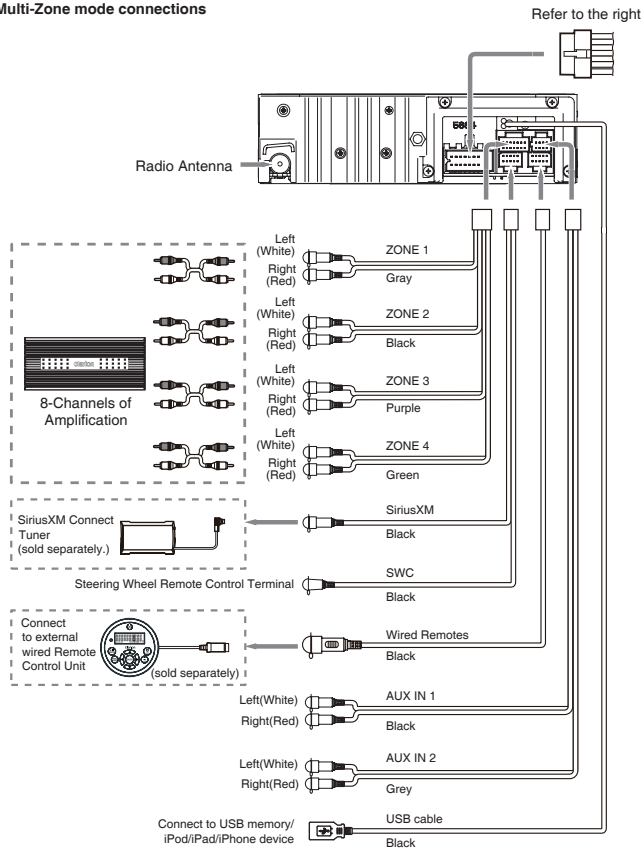 Multi-Zone mode connections
Refer to the right
Radio Antenna
Left
(White)
ZONE 1
Right
(Red)
Gray
Left
(White)
ZONE 2
Right
(Red)
Black
Left
(White)
ZONE 3
Right
(Red)
Purple
Left
(White)
ZONE 4
Right
(Red)
Green
clarion
8-Channels of
Amplification
SiriusXM Connect
Tuner
(sold separately.)
SiriusXM
Black
Steering Wheel Remote Control Terminal
SWC
Black
Connect
to external
wired Remote
Control Unit
(sold separately)
Wired Remotes
Black
Left(White)
AUX IN 1
Right(Red)
Black
Left(White)
AUX IN 2
Right(Red)
Grey
Connect to USB memory/
iPod/iPad/iPhone device
USB cable
Black